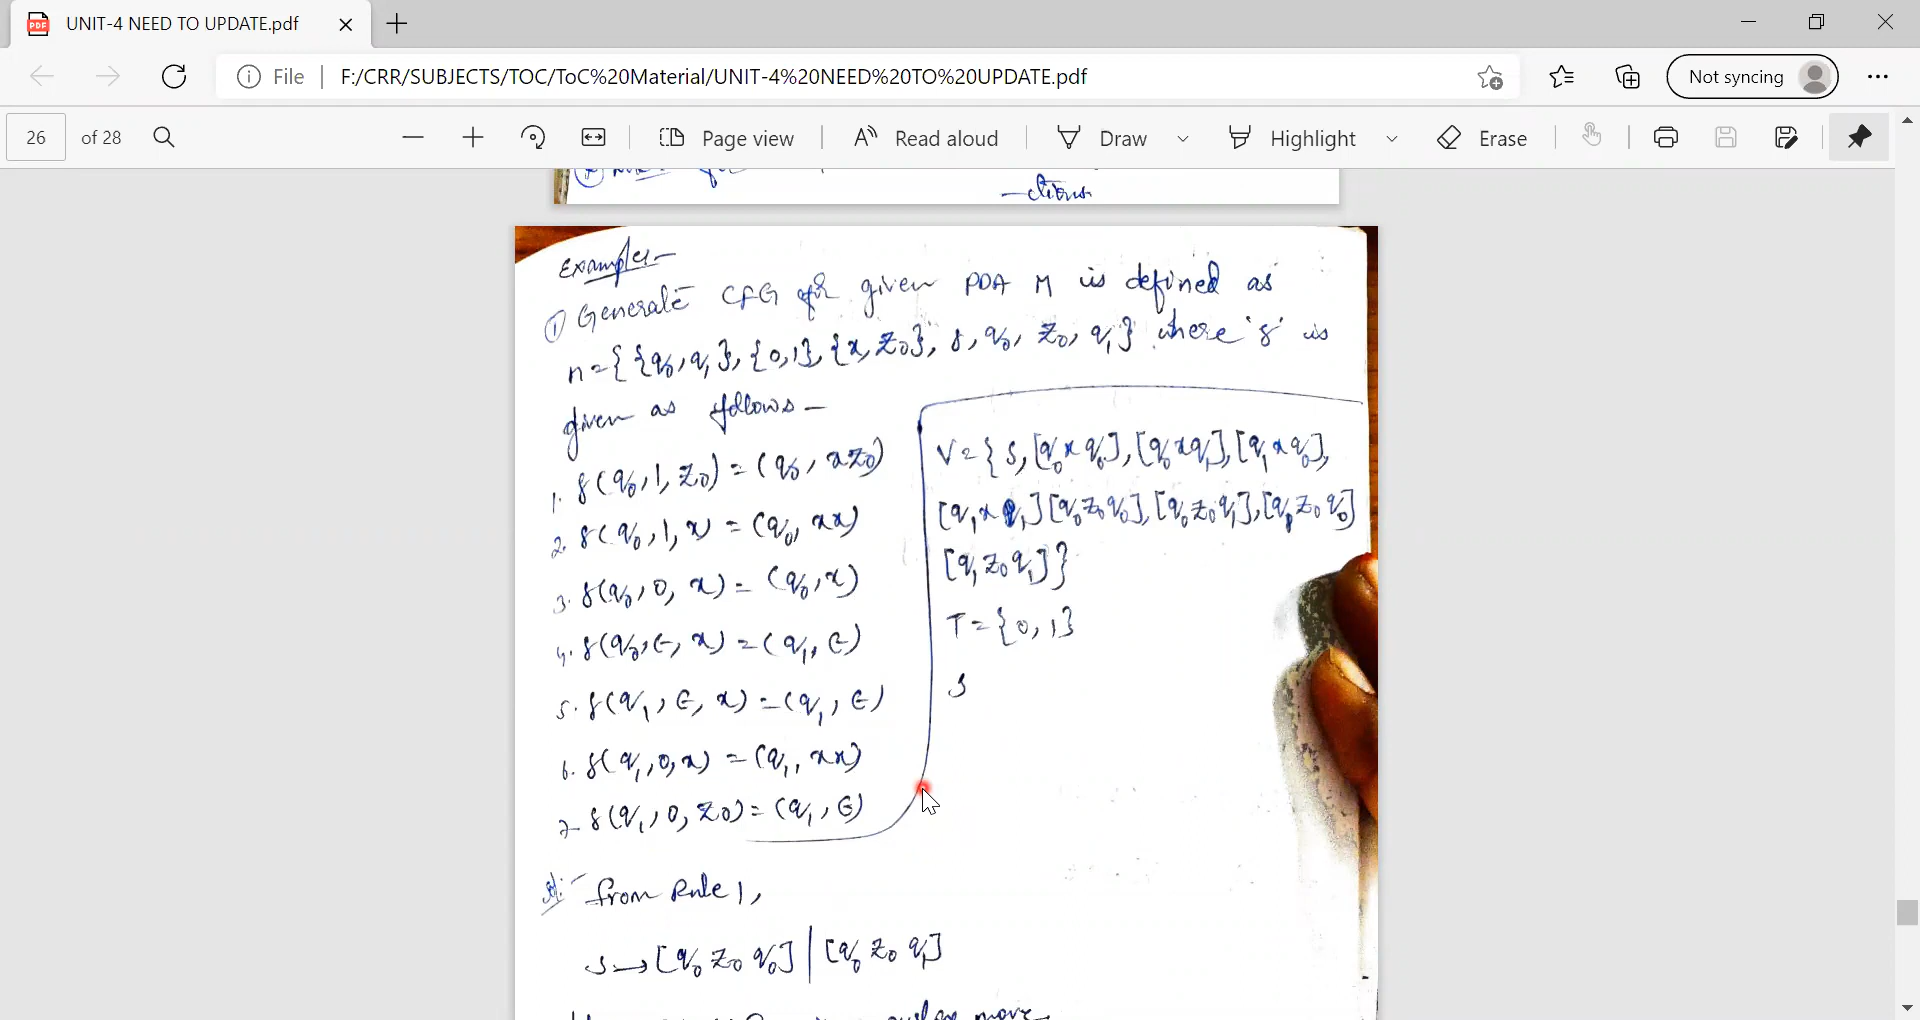 UNIT-4 NEED TO UPDATE.pdf
File | F:/CRR/SUBJECTS/TOC/ToC%20Material/UNIT-4%20NEED%20TO%20UPDATE.pdf
Not syncing
26 of 28
Page view
Read aloud
Draw
Highlight
Erase
-ctions
Example:-
① Generate CFG for given PDA M is defined as
M={{q0,q1},{0,1},{x,z0}, δ, q0, z0, q1} where 'δ' is
given as follows -
1. δ(q0,1,z0) = (q0, xz0)
2. δ(q0,1,x) = (q0, xx)
3. δ(q0, 0, x) = (q0, x)
4. δ(q0, ∈, x) = (q1, ∈)
5. δ(q1, ∈, x) = (q1, ∈)
6. δ(q1, 0, x) = (q1, xx)
7. δ(q1, 0, z0) = (q1, ∈)
V={ S, [q0 x q0], [q0 x q1], [q1 x q0],
[q1 x q1] [q0 z0 q0], [q0 z0 q1], [q1 z0 q0]
[q1 z0 q1] }
T={0,1}
S
Sol:- from Rule 1,
S→[q0 z0 q0] | [q0 z0 q1]
move